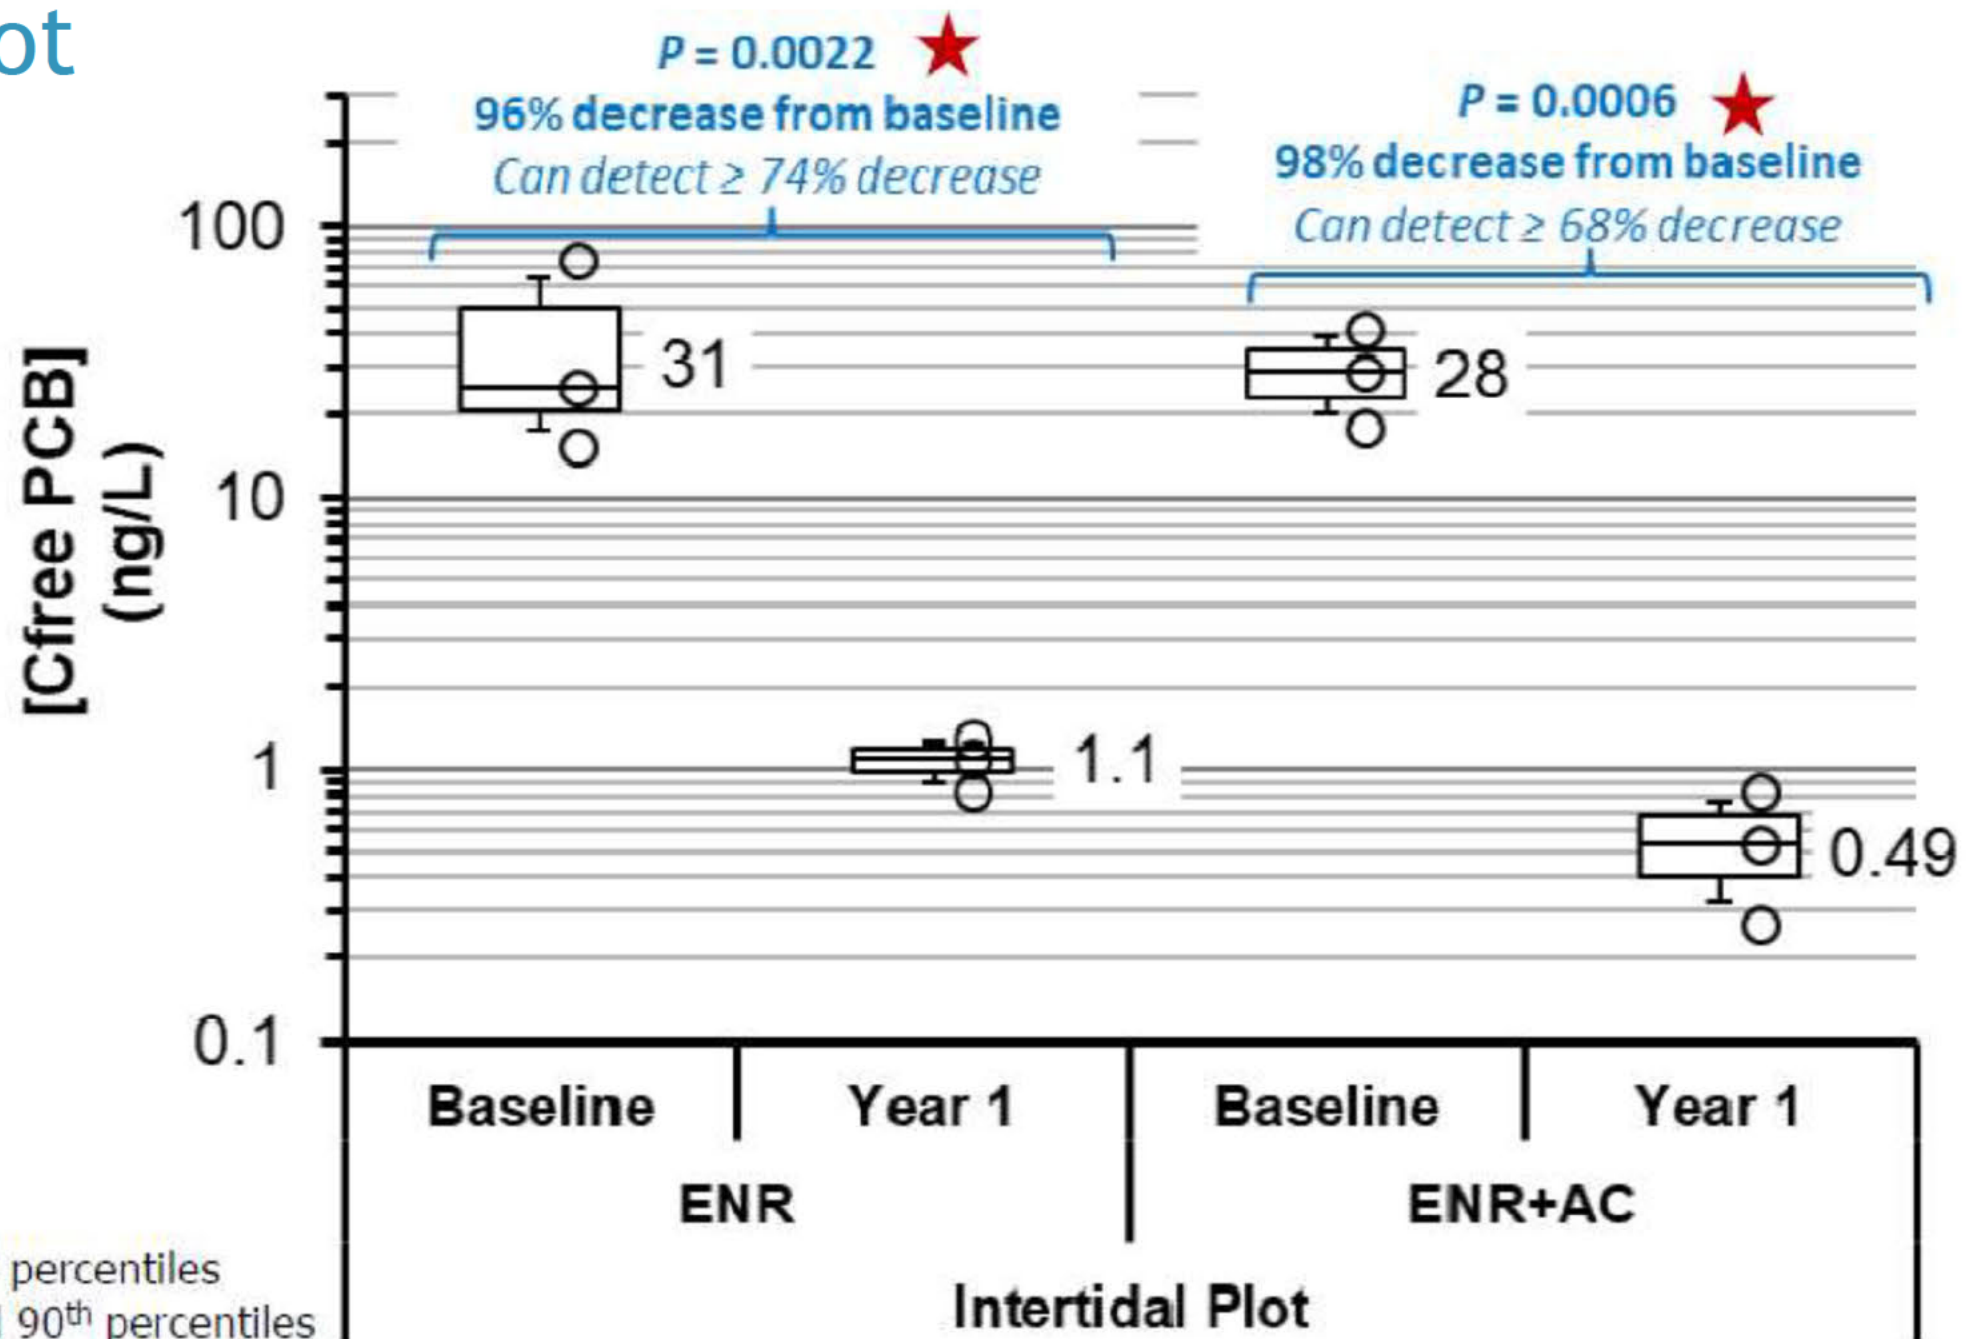 ot
P = 0.0022
96% decrease from baseline
Can detect ≥ 74% decrease
P = 0.0006
98% decrease from baseline
Can detect ≥ 68% decrease
[Cfree PCB]
(ng/L)
100
10
1
0.1
31
28
1.1
0.49
Baseline Year 1 Baseline Year 1
ENR ENR+AC
Intertidal Plot
percentiles
90th percentiles